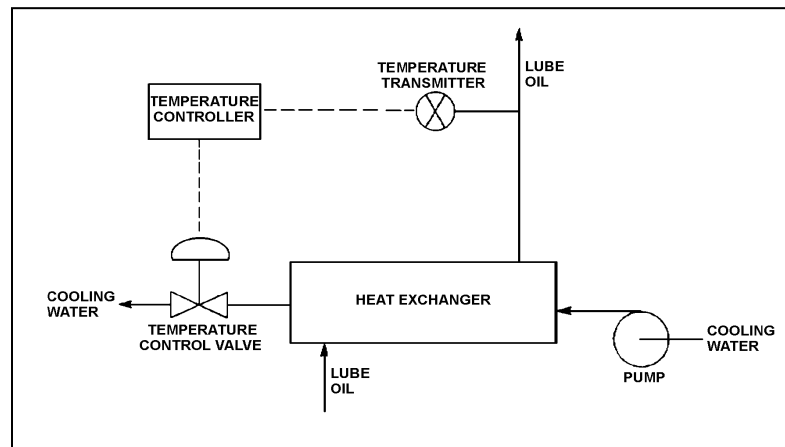 LUBE
OIL
TEMPERATURE
TRANSMITTER
TEMPERATURE
CONTROLLER
COOLING
WATER
TEMPERATURE
CONTROL VALVE
HEAT EXCHANGER
COOLING
WATER
PUMP
LUBE
OIL